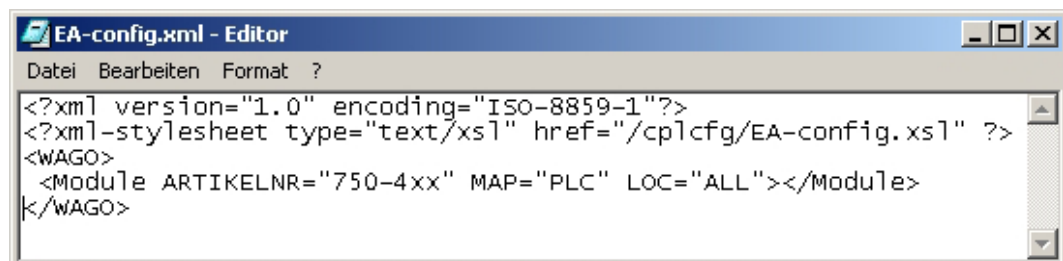 EA-config.xml - Editor
Datei Bearbeiten Format ?
<?xml version="1.0" encoding="ISO-8859-1"?>
<?xml-stylesheet type="text/xsl" href="/cplcfg/EA-config.xsl" ?>
<WAGO>
 <Module ARTIKELNR="750-4xx" MAP="PLC" LOC="ALL"></Module>
</WAGO>